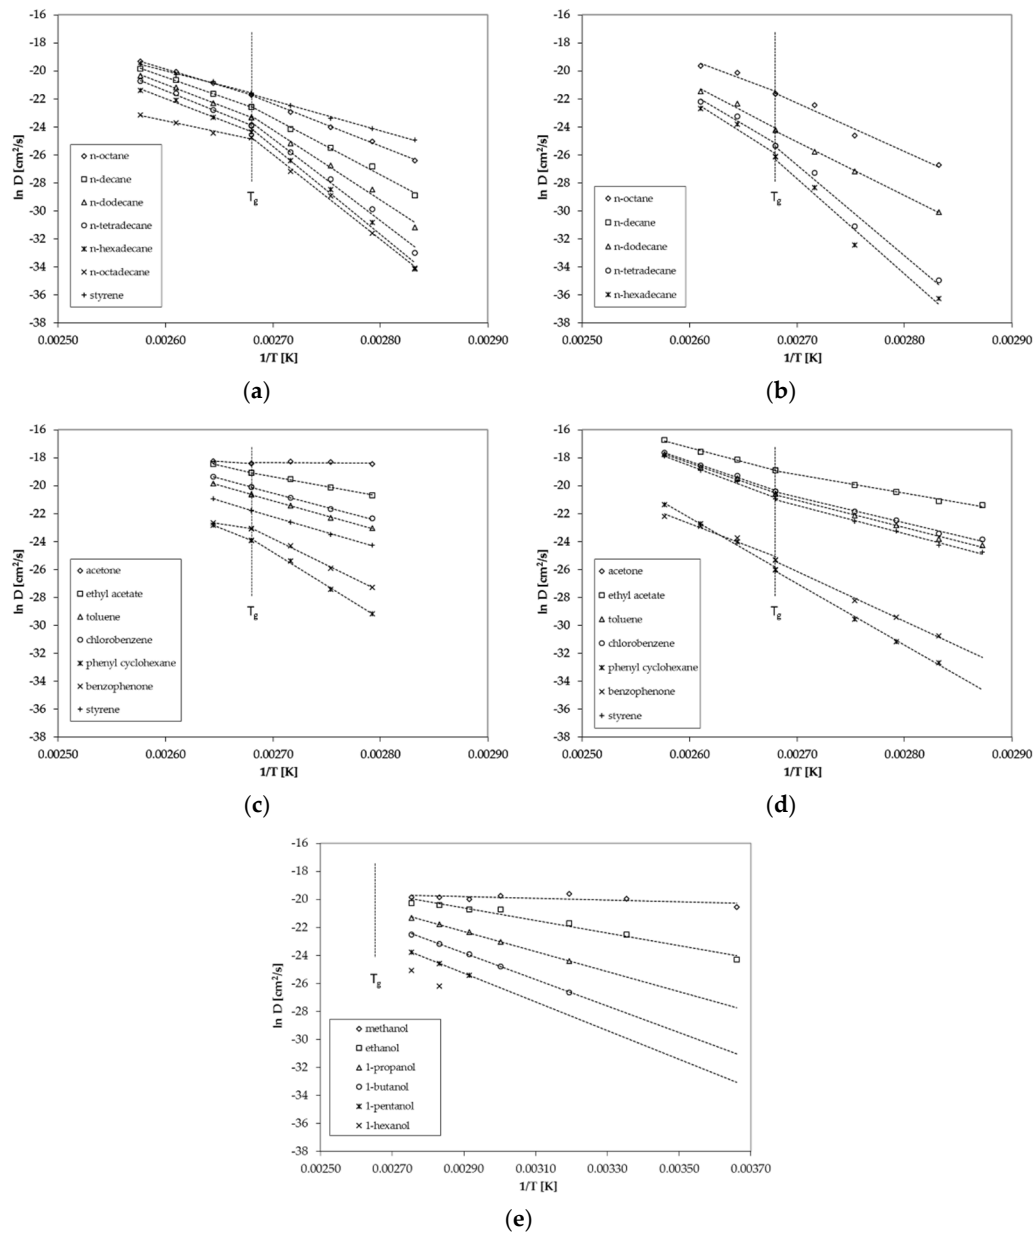 -16
-18
-20
-22
-24
-26
-28
-30
-32
-34
-36
-38
ln D [cm²/s]
n-octane
n-decane
n-dodecane
n-tetradecane
n-hexadecane
n-octadecane
styrene
Tg
0.00250 0.00260 0.00270 0.00280 0.00290
1/T [K]
(a)
-16
-18
-20
-22
-24
-26
-28
-30
-32
-34
-36
-38
ln D [cm²/s]
n-octane
n-decane
n-dodecane
n-tetradecane
n-hexadecane
Tg
0.00250 0.00260 0.00270 0.00280 0.00290
1/T [K]
(b)
-16
-18
-20
-22
-24
-26
-28
-30
-32
-34
-36
-38
ln D [cm²/s]
acetone
ethyl acetate
toluene
chlorobenzene
phenyl cyclohexane
benzophenone
styrene
Tg
0.00250 0.00260 0.00270 0.00280 0.00290
1/T [K]
(c)
-16
-18
-20
-22
-24
-26
-28
-30
-32
-34
-36
-38
ln D [cm²/s]
acetone
ethyl acetate
toluene
chlorobenzene
phenyl cyclohexane
benzophenone
styrene
Tg
0.00250 0.00260 0.00270 0.00280 0.00290
1/T [K]
(d)
-16
-18
-20
-22
-24
-26
-28
-30
-32
-34
-36
-38
ln D [cm²/s]
Tg
methanol
ethanol
1-propanol
1-butanol
1-pentanol
1-hexanol
0.00250 0.00270 0.00290 0.00310 0.00330 0.00350 0.00370
1/T [K]
(e)